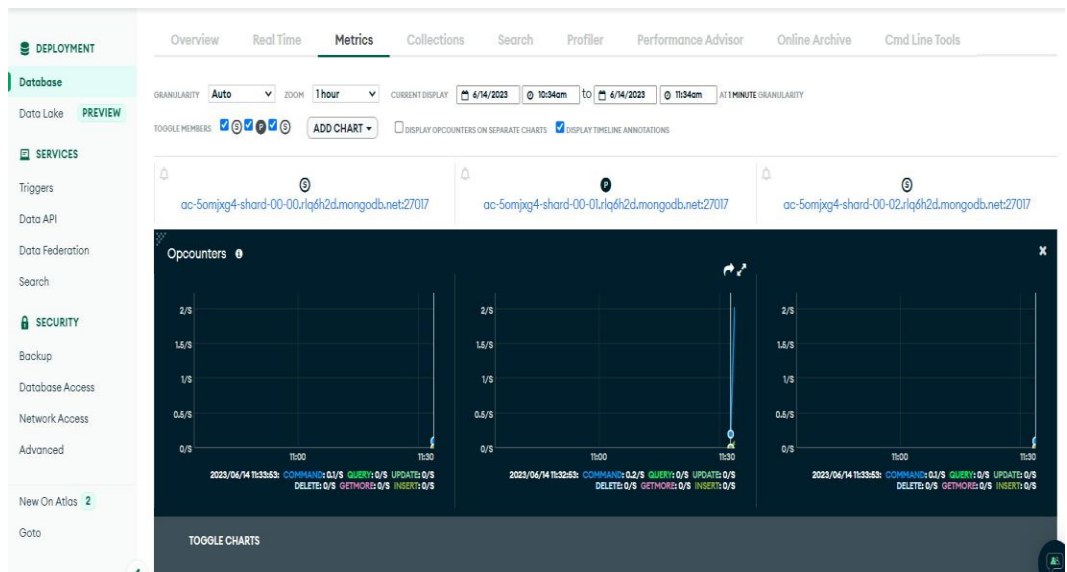 DEPLOYMENT
Database
Data Lake PREVIEW
SERVICES
Triggers
Data API
Data Federation
Search
SECURITY
Backup
Database Access
Network Access
Advanced
New On Atlas 2
Goto
Overview Real Time Metrics Collections Search Profiler Performance Advisor Online Archive Cmd Line Tools
GRANULARITY Auto ZOOM 1 hour CURRENT DISPLAY 6/14/2023 10:34am to 6/14/2023 11:34am AT 1 MINUTE GRANULARITY
TOGGLE MEMBERS S P S ADD CHART DISPLAY OPCOUNTERS ON SEPARATE CHARTS DISPLAY TIMELINE ANNOTATIONS
S
ac-5omjxg4-shard-00-00.rlq6h2d.mongodb.net:27017
P
ac-5omjxg4-shard-00-01.rlq6h2d.mongodb.net:27017
S
ac-5omjxg4-shard-00-02.rlq6h2d.mongodb.net:27017
Opcounters
2/S
1.5/S
1/S
0.5/S
0/S
11:00 11:30
2023/06/14 11:33:53: COMMAND: 0.1/S QUERY: 0/S UPDATE: 0/S
DELETE: 0/S GETMORE: 0/S INSERT: 0/S
2/S
1.5/S
1/S
0.5/S
0/S
11:00 11:30
2023/06/14 11:32:53: COMMAND: 0.2/S QUERY: 0/S UPDATE: 0/S
DELETE: 0/S GETMORE: 0/S INSERT: 0/S
2/S
1.5/S
1/S
0.5/S
0/S
11:00 11:30
2023/06/14 11:33:53: COMMAND: 0.1/S QUERY: 0/S UPDATE: 0/S
DELETE: 0/S GETMORE: 0/S INSERT: 0/S
TOGGLE CHARTS